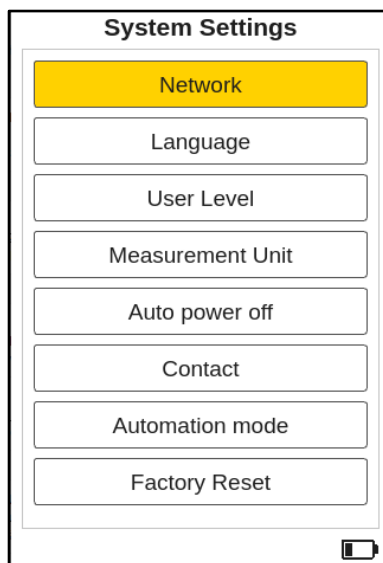 System Settings
Network
Language
User Level
Measurement Unit
Auto power off
Contact
Automation mode
Factory Reset